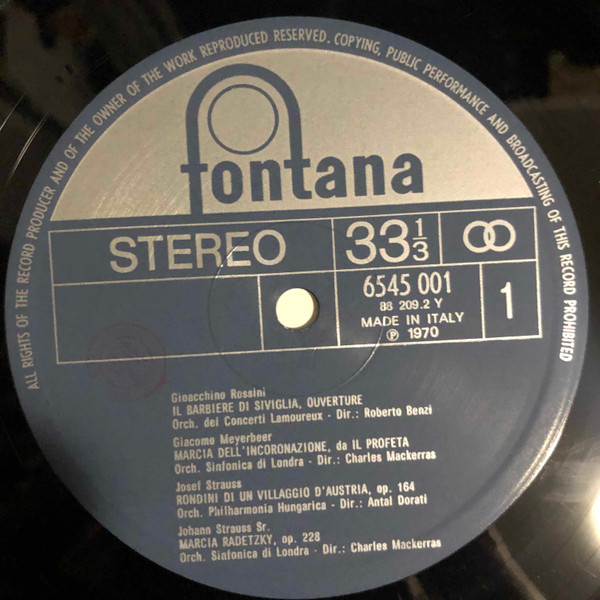 ALL RIGHTS OF THE RECORD PRODUCER AND OF THE OWNER OF THE WORK REPRODUCED RESERVED. COPYING, PUBLIC PERFORMANCE AND BROADCASTING OF THIS RECORD PROHIBITED
fontana
STEREO
33 1/3
6545 001
88 209.2 Y
MADE IN ITALY
℗ 1970
1
Gioacchino Rossini
IL BARBIERE DI SIVIGLIA, OUVERTURE
Orch. dei Concerti Lamoureux - Dir.: Roberto Benzi
Giacomo Meyerbeer
MARCIA DELL'INCORONAZIONE, da IL PROFETA
Orch. Sinfonica di Londra - Dir.: Charles Mackerras
Josef Strauss
RONDINI DI UN VILLAGGIO D'AUSTRIA, op. 164
Orch. Philharmonia Hungarica - Dir.: Antal Dorati
Johann Strauss Sr.
MARCIA RADETZKY, op. 228
Orch. Sinfonica di Londra - Dir.: Charles Mackerras